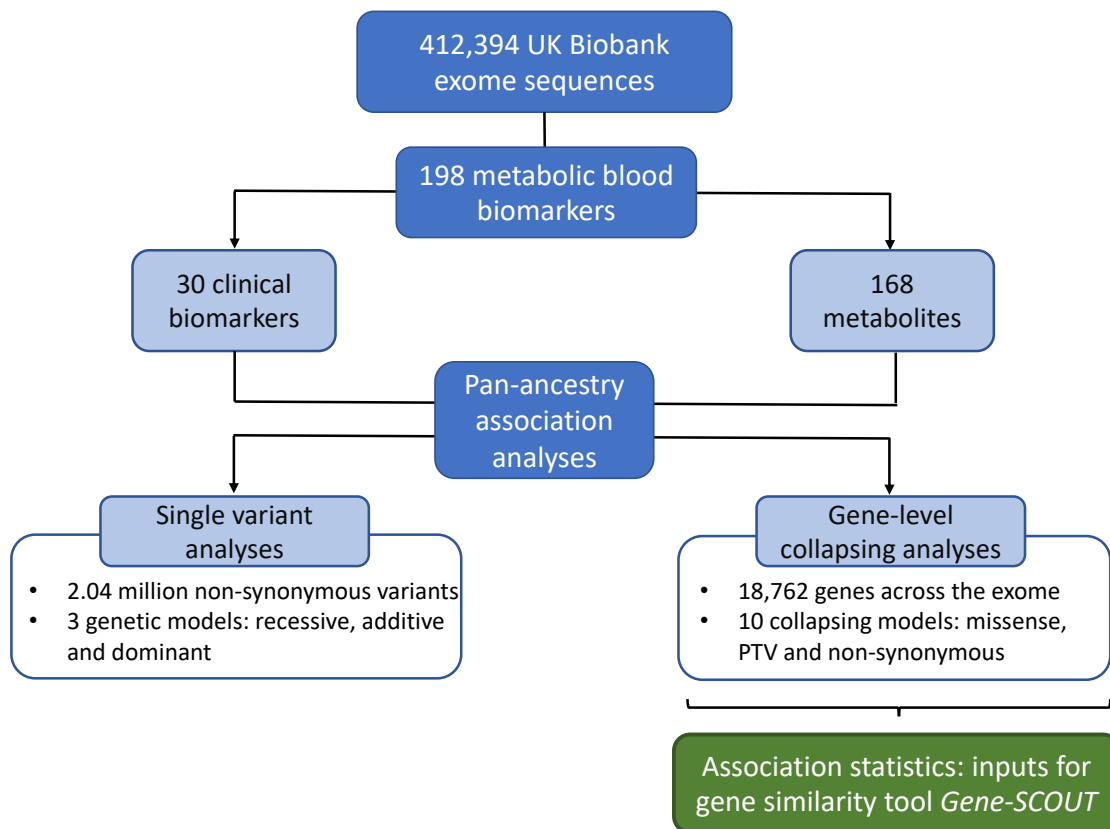 412,394 UK Biobank
exome sequences
198 metabolic blood
biomarkers
30 clinical
biomarkers
168
metabolites
Pan-ancestry
association
analyses
Single variant
analyses
• 2.04 million non-synonymous variants
• 3 genetic models: recessive, additive
and dominant
Gene-level
collapsing analyses
• 18,762 genes across the exome
• 10 collapsing models: missense,
PTV and non-synonymous
Association statistics: inputs for
gene similarity tool Gene-SCOUT